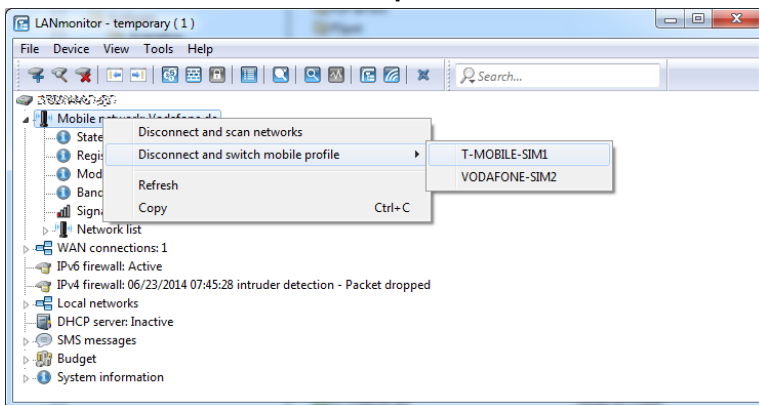 LANmonitor - temporary ( 1 )
File Device View Tools Help
Search...
Mobile network: Vodafone.de
State
Regis
Mod
Banc
Signa
Network list
Disconnect and scan networks
Disconnect and switch mobile profile
Refresh
Copy Ctrl+C
T-MOBILE-SIM1
VODAFONE-SIM2
WAN connections: 1
IPv6 firewall: Active
IPv4 firewall: 06/23/2014 07:45:28 intruder detection - Packet dropped
Local networks
DHCP server: Inactive
SMS messages
Budget
System information